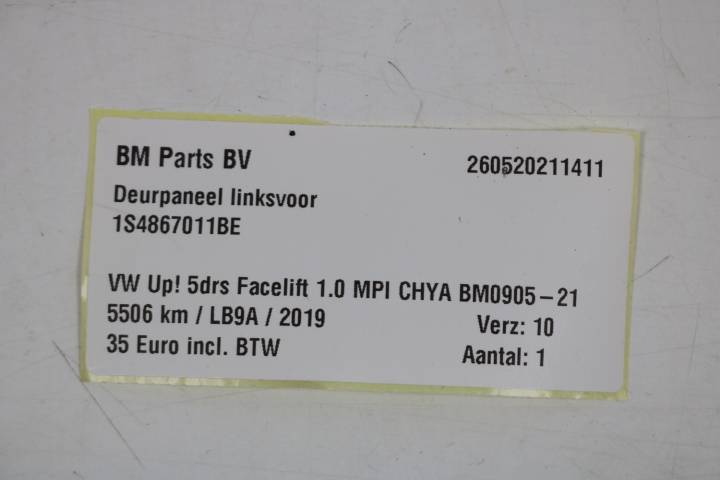 BM Parts BV 260520211411
Deurpaneel linksvoor
1S4867011BE
VW Up! 5drs Facelift 1.0 MPI CHYA BM0905-21
5506 km / LB9A / 2019 Verz: 10
35 Euro incl. BTW Aantal: 1